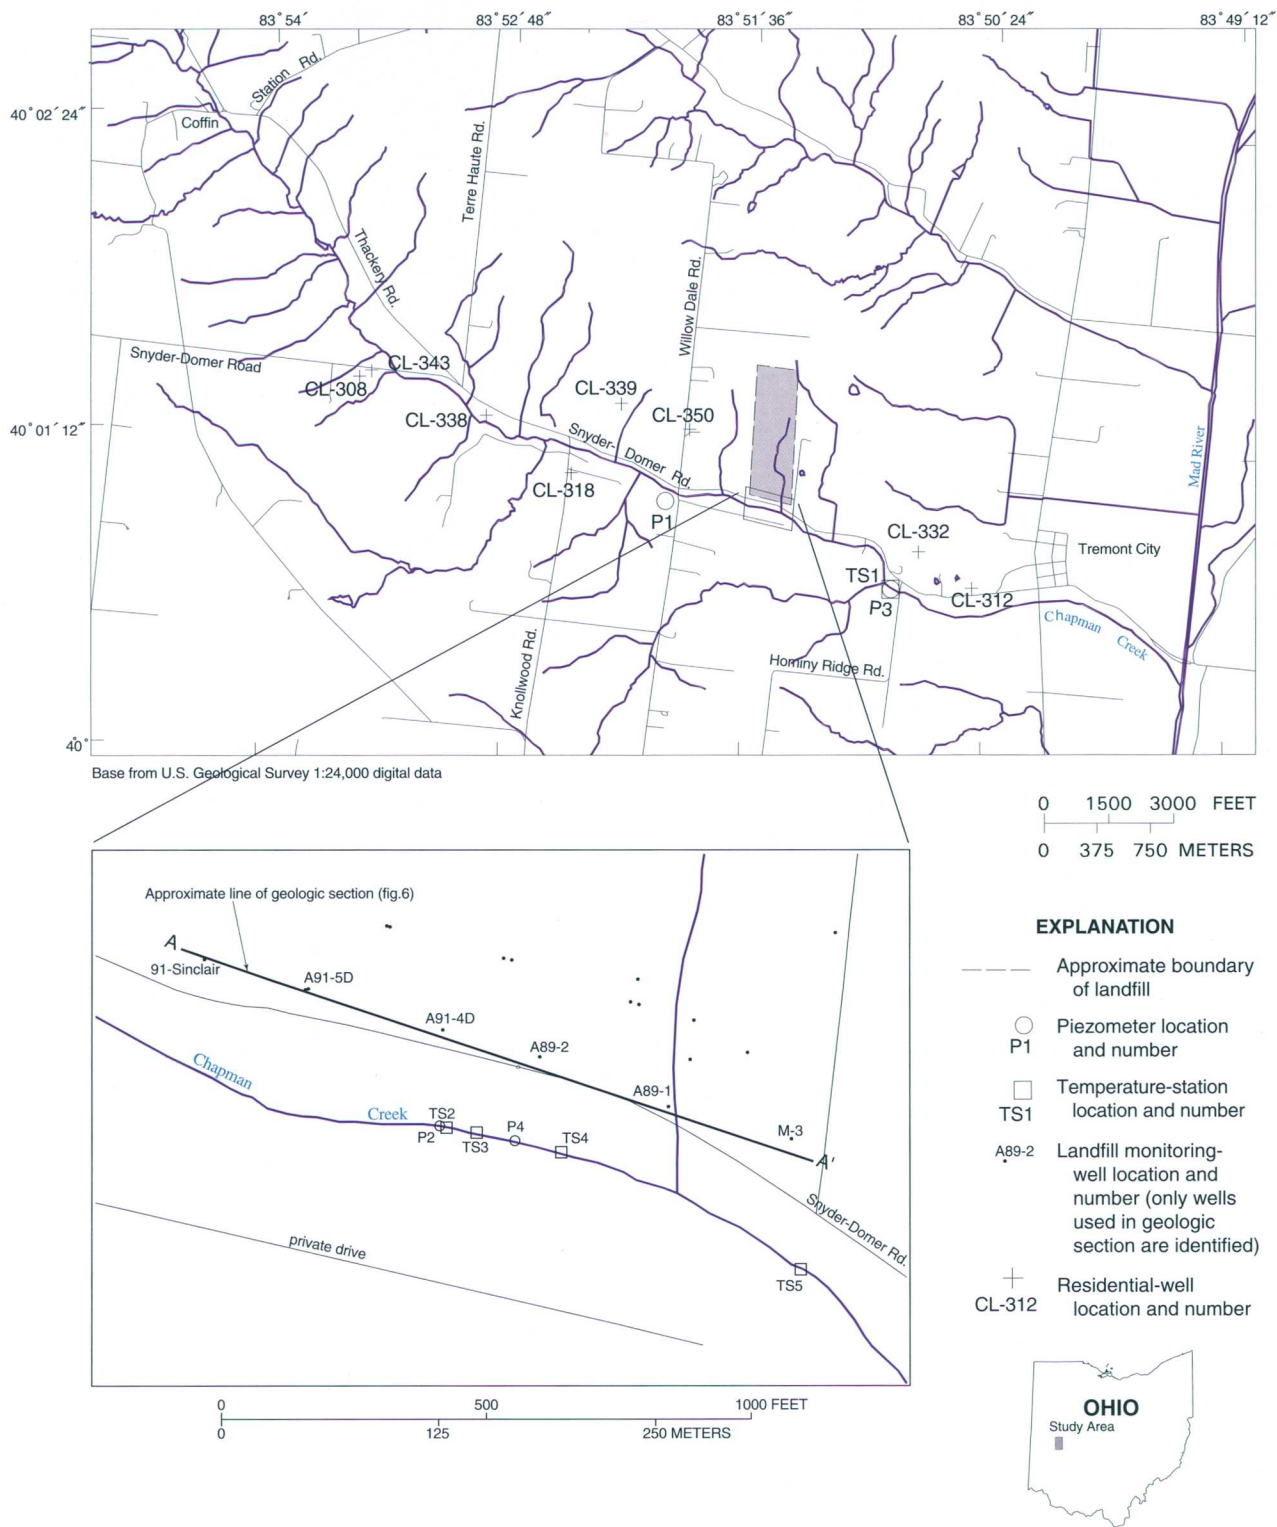 83°54´ 83°52´48˝ 83°51´36˝ 83°50´24˝ 83°49´12˝
40°02´24˝
40°01´12˝
40°
Station Rd.
Coffin
Terre Haute Rd.
Thackery Rd.
Willow Dale Rd.
Snyder-Domer Road
CL-343
CL-308
CL-339
CL-338
CL-350
Snyder- Domer Rd.
Mad River
CL-318
P1
CL-332
Tremont City
TS1
P3
CL-312
Chapman Creek
Knollwood Rd.
Hominy Ridge Rd.
Base from U.S. Geological Survey 1:24,000 digital data
0 1500 3000 FEET
0 375 750 METERS
Approximate line of geologic section (fig.6)
A
91-Sinclair
A91-5D
A91-4D
A89-2
A89-1
M-3
A'
Chapman
Creek
TS2
P2
TS3
P4
TS4
Snyder-Domer Rd.
private drive
TS5
0 500 1000 FEET
0 125 250 METERS
EXPLANATION
Approximate boundary
of landfill
Piezometer location
P1 and number
Temperature-station
TS1 location and number
A89-2 Landfill monitoring-
well location and
number (only wells
used in geologic
section are identified)
Residential-well
CL-312 location and number
OHIO
Study Area